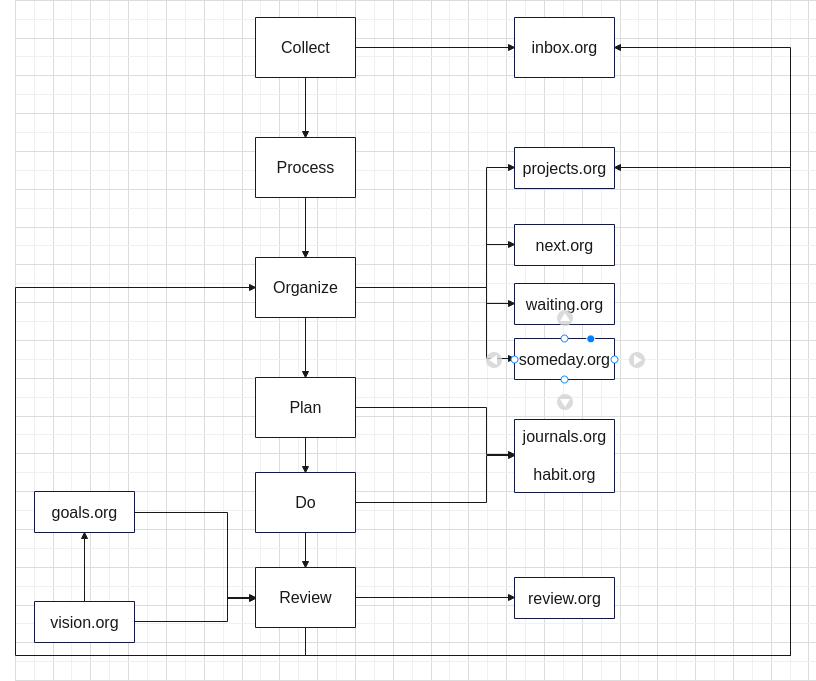 Collect
inbox.org
Process
projects.org
next.org
Organize
waiting.org
someday.org
Plan
journals.org
habit.org
Do
goals.org
Review
review.org
vision.org